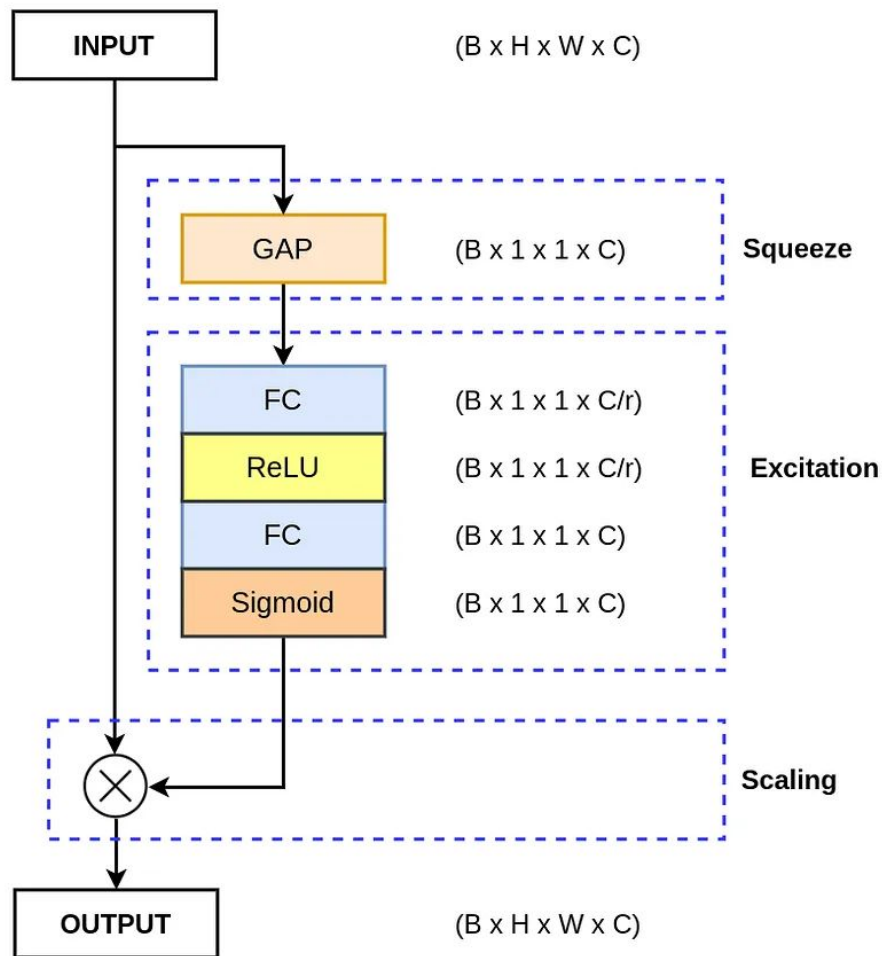 INPUT (B x H x W x C)
GAP (B x 1 x 1 x C) Squeeze
FC (B x 1 x 1 x C/r)
ReLU (B x 1 x 1 x C/r) Excitation
FC (B x 1 x 1 x C)
Sigmoid (B x 1 x 1 x C)
Scaling
OUTPUT (B x H x W x C)